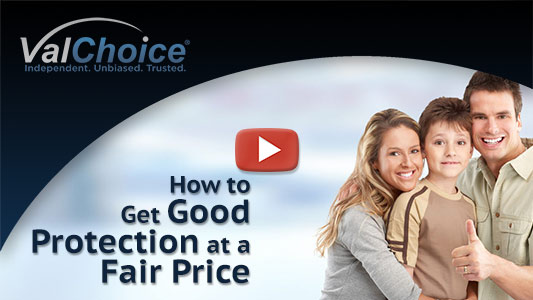 ValChoice®
Independent. Unbiased. Trusted.
How to
Get Good
Protection at a
Fair Price